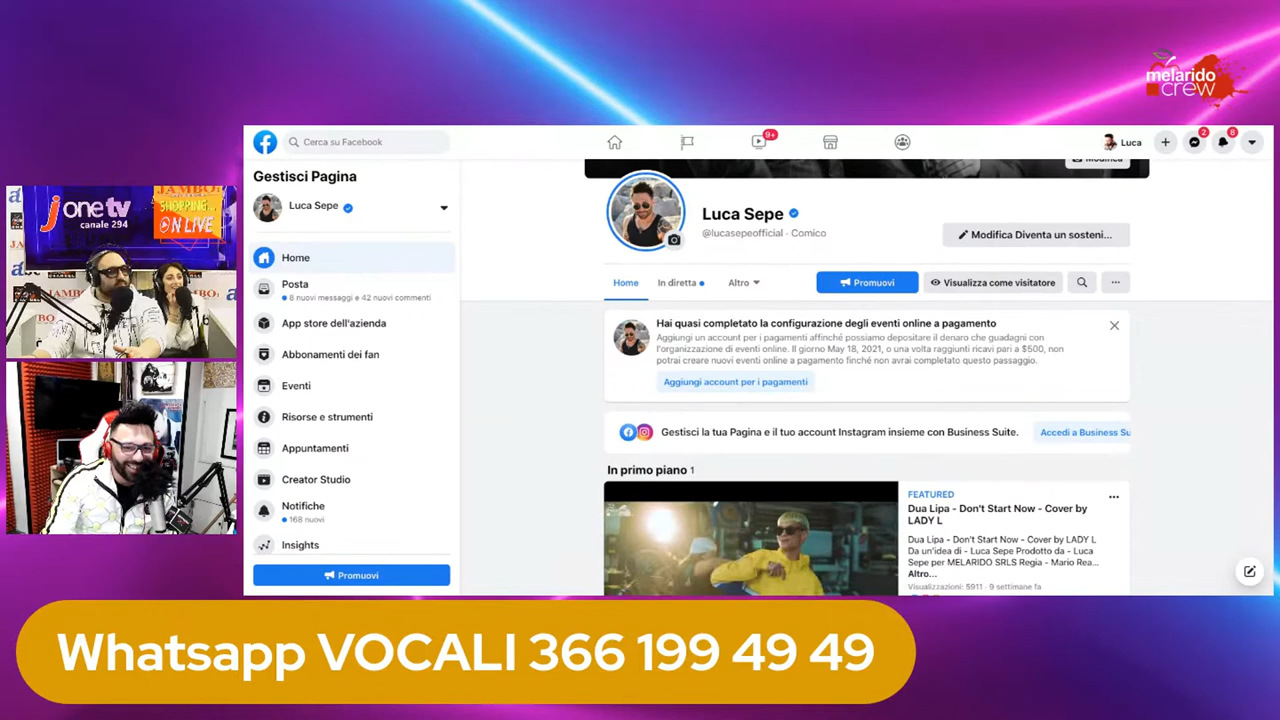 melarido
crew
Cerca su Facebook
9+
Luca
2
8
Gestisci Pagina
Luca Sepe
Home
Posta
8 nuovi messaggi e 42 nuovi commenti
App store dell'azienda
Abbonamenti dei fan
Eventi
Risorse e strumenti
Appuntamenti
Creator Studio
Notifiche
168 nuovi
Insights
Promuovi
Modifica
Luca Sepe
@lucasepeofficial · Comico
Modifica Diventa un sosteni...
Home
In diretta
Altro
Promuovi
Visualizza come visitatore
Hai quasi completato la configurazione degli eventi online a pagamento
Aggiungi un account per i pagamenti affinché possiamo depositare il denaro che guadagni con
l'organizzazione di eventi online. Il giorno May 18, 2021, o una volta raggiunti ricavi pari a $500, non
potrai creare nuovi eventi online a pagamento finché non avrai completato questo passaggio.
Aggiungi account per i pagamenti
Gestisci la tua Pagina e il tuo account Instagram insieme con Business Suite.
Accedi a Business Su
In primo piano 1
FEATURED
Dua Lipa - Don't Start Now - Cover by
LADY L
Dua Lipa - Don't Start Now - Cover by LADY L
Da un'idea di - Luca Sepe Prodotto da - Luca
Sepe per MELARIDO SRLS Regia - Mario Rea...
Altro...
Visualizzazioni: 5911 · 9 settimane fa
JAMBO1
j one tv
canale 294
SHOPPING...
ON LIVE
Whatsapp VOCALI 366 199 49 49